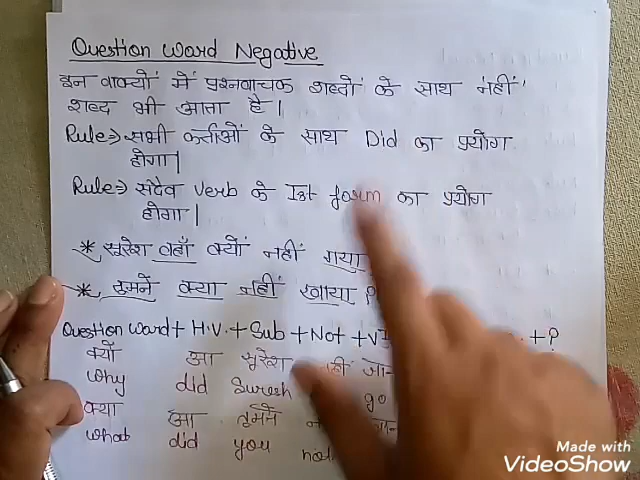 Question Word Negative
इन वाक्यों में प्रश्नवाचक शब्दों के साथ 'नहीं'
शब्द भी आता है।
Rule⇒ सभी कर्त्ताओं के साथ Did का प्रयोग
होगा।
Rule⇒ सदैव Verb के Ist form का प्रयोग
होगा।
* सुरेश वहाँ क्यों नहीं गया
* तुमने क्या नहीं खाया ?
Question word + H.V. + Sub + Not + V + ?
क्यों आ सुरेश
why did Suresh go
क्या आ तुमने
what did you not
Made with
VideoShow